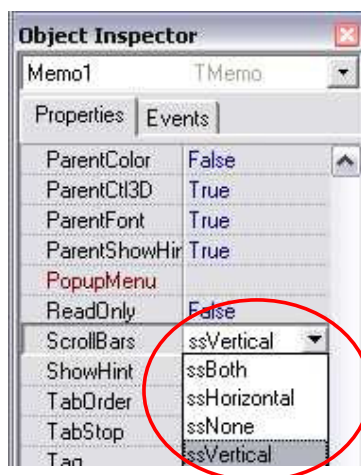 Object Inspector
Memo1 TMemo
Properties Events
ParentColor False
ParentCtl3D True
ParentFont True
ParentShowHir True
PopupMenu
ReadOnly False
ScrollBars ssVertical
ShowHint ssBoth
TabOrder ssHorizontal
TabStop ssNone
Tag ssVertical